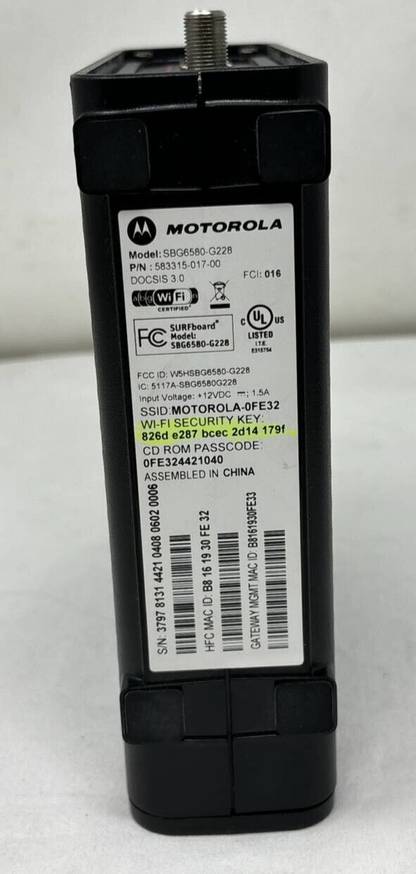 MOTOROLA
Model: SBG6580-G228
P/N : 583315-017-00
DOCSIS 3.0
FCI: 016
a b g Wi Fi
CERTIFIED
FC
SURFboard®
Model:
SBG6580-G228
C UL US
LISTED
I.T.E.
E315754
FCC ID: W5HSBG6580-G228
IC: 5117A-SBG6580G228
Input Voltage: +12VDC ⎓; 1.5A
SSID:MOTOROLA-0FE32
WI-FI SECURITY KEY:
826d e287 bcec 2d14 179f
CD ROM PASSCODE:
0FE324421040
ASSEMBLED IN CHINA
S/N: 3797 8131 4421 0408 0602 0006
HFC MAC ID: B8 16 19 30 FE 32
GATEWAY MGMT MAC ID: B8161930FE33